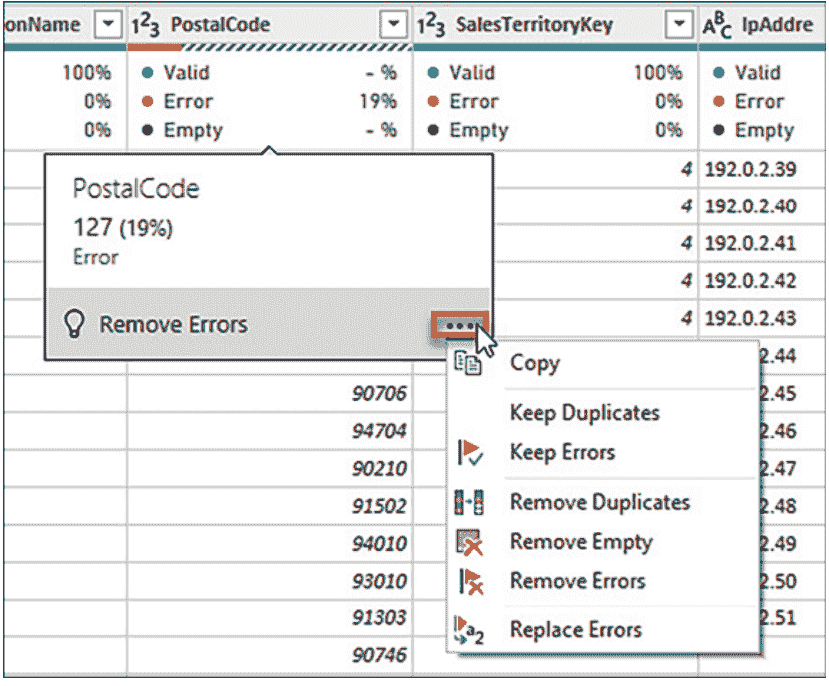 onName 1²3 PostalCode 1²3 SalesTerritoryKey ABC IpAddre
100% Valid - % Valid 100% Valid
0% Error 19% Error 0% Error
0% Empty - % Empty 0% Empty
4 192.0.2.39
PostalCode
4 192.0.2.40
127 (19%)
4 192.0.2.41
Error
4 192.0.2.42
Remove Errors
4 192.0.2.43
2.44
Copy
90706 2.45
Keep Duplicates
94704 2.46
Keep Errors
90210 2.47
91502 Remove Duplicates 2.48
94010 Remove Empty 2.49
93010 Remove Errors 2.50
91303 2.51
Replace Errors
90746